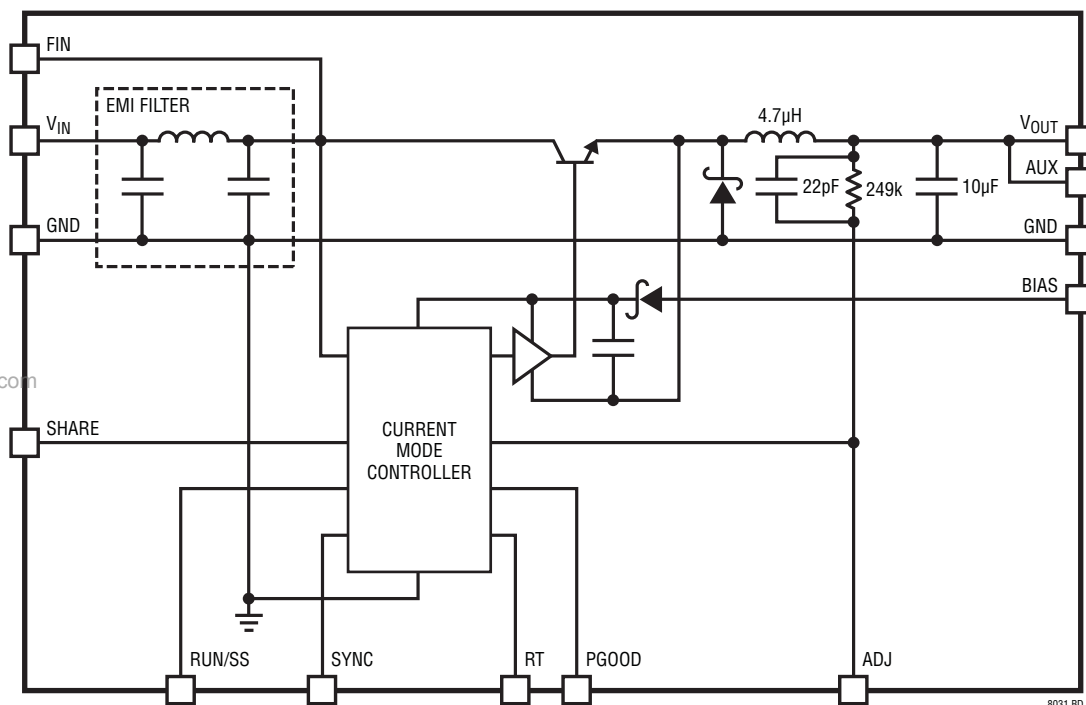 FIN
EMI FILTER
VIN
4.7µH
VOUT
AUX
22pF
249k
10µF
GND
GND
BIAS
com
SHARE
CURRENT
MODE
CONTROLLER
RUN/SS
SYNC
RT
PGOOD
ADJ
8031 BD